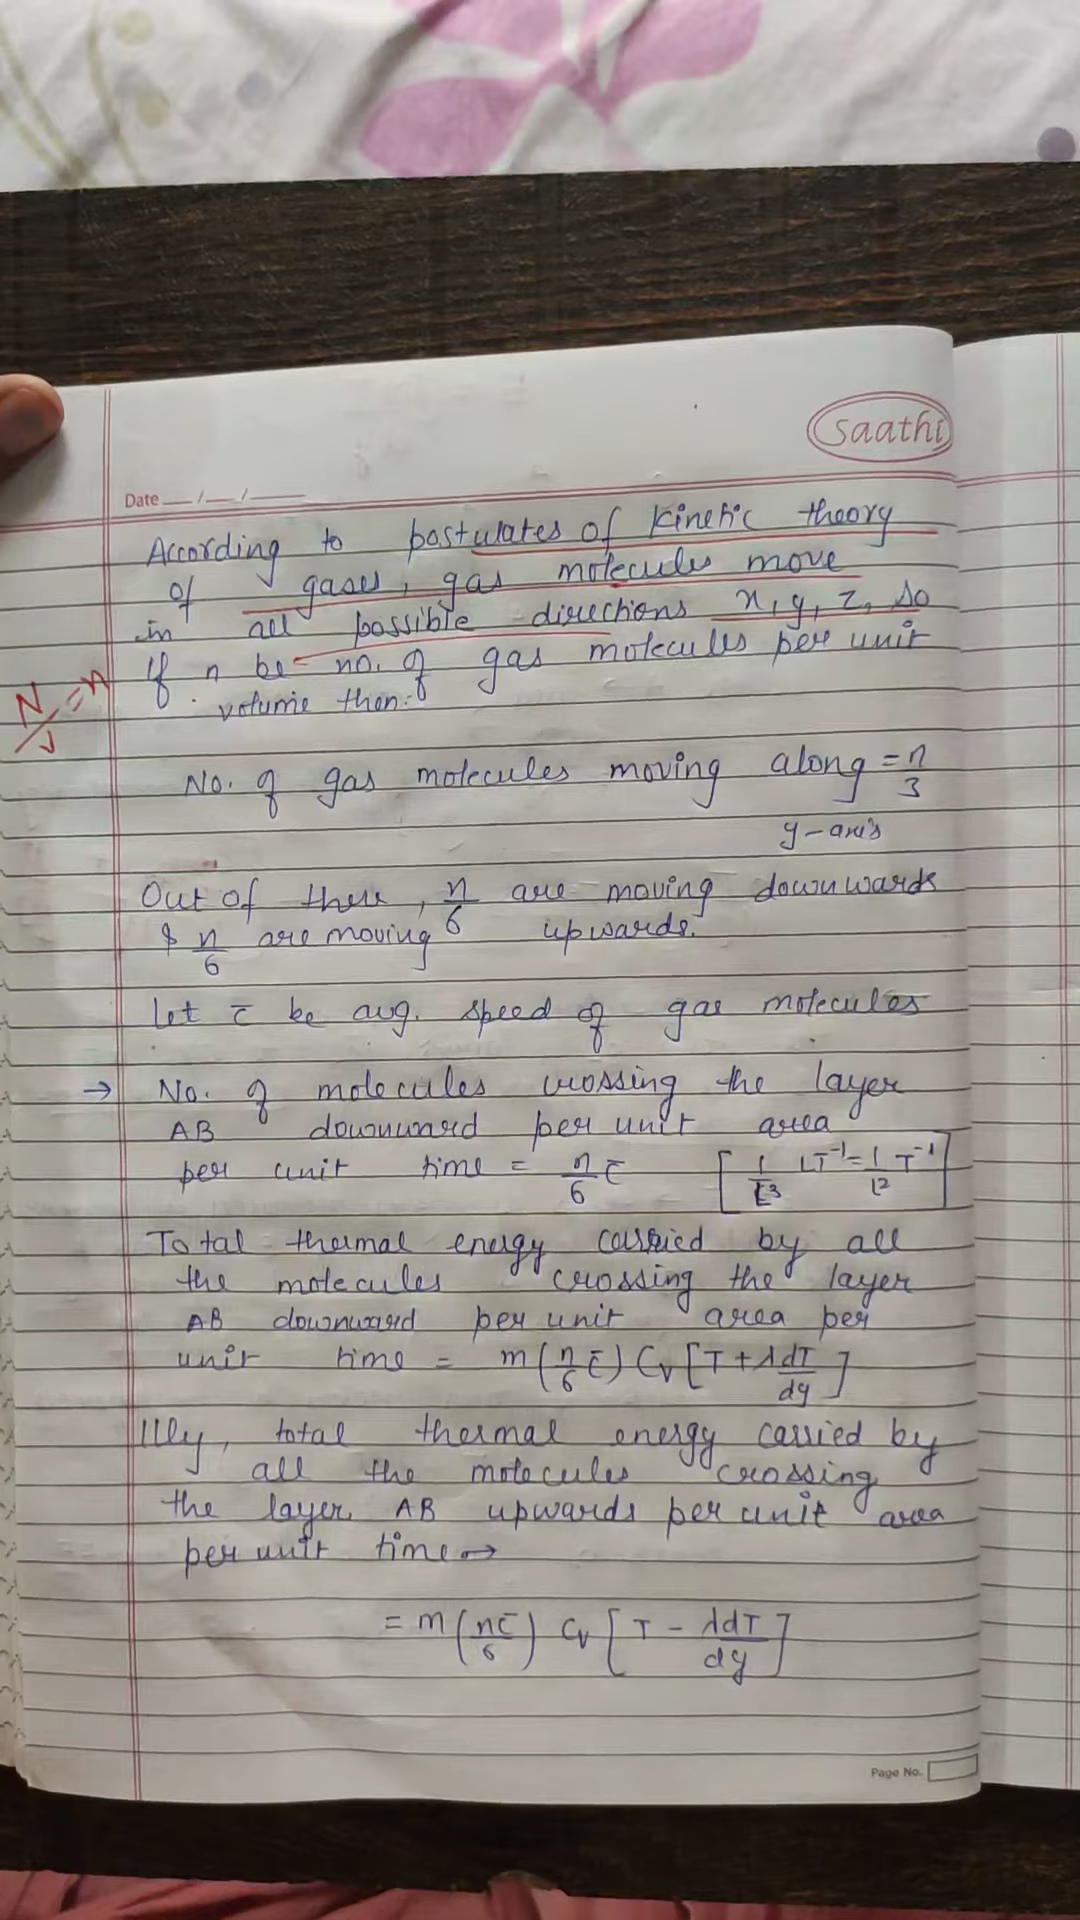 Saathi
Date __/__/____
According to postulates of kinetic theory
of gases, gas molecules move
in all possible directions x, y, z, so
If n be no. of gas molecules per unit
volume then:
N/V = n
No. of gas molecules moving along = n/3
y-axis
Out of these, n/6 are moving downwards
& n/6 are moving upwards.
Let c̄ be avg. speed of gas molecules
→ No. of molecules crossing the layer
AB downward per unit area
per unit time = n/6 c̄ [1/L³ LT⁻¹ = 1/L² T⁻¹]
Total thermal energy carried by all
the molecules crossing the layer
AB downward per unit area per
unit time = m(n/6 c̄) Cv [T + λ dT/dy]
Illly, total thermal energy carried by
all the molecules crossing
the layer AB upwards per unit area
per unit time →
= m (nc̄/6) Cv [T - λdT/dy]
Page No.